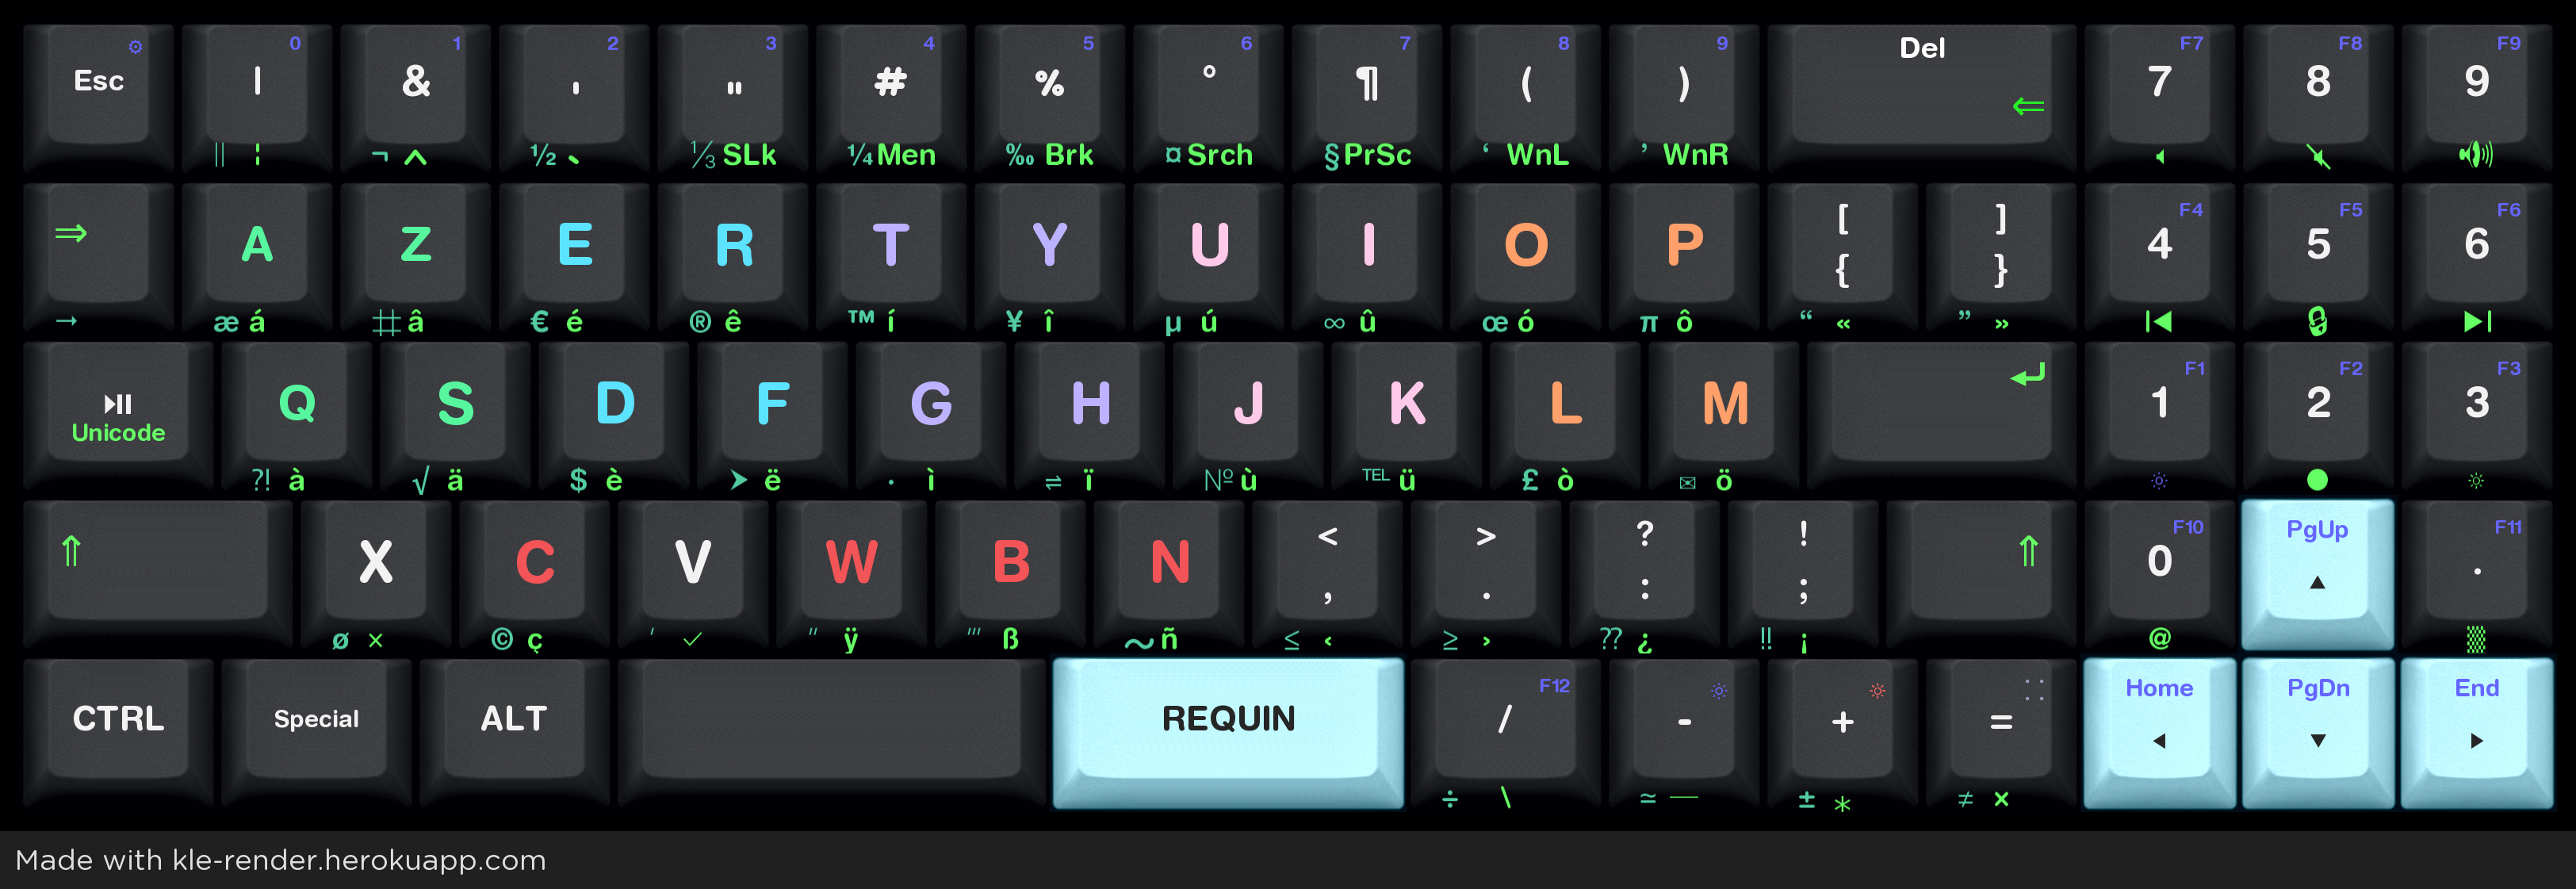 ⚙ 0 1 2 3 4 5 6 7 8 9 Del F7 F8 F9
Esc | & ' " # % ° ¶ ( ) ⇐ 7 8 9
‖ ¦ ¬ ^ ½ ` ⅓ SLk ¼ Men ‰ Brk ¤ Srch § PrSc ‘ WnL ’ WnR
F4 F5 F6
⇒ A Z E R T Y U I O P [ { ] } 4 5 6
→ æ á # â € é ® ê ™ í ¥ î µ ú ∞ û œ ó π ô “ « ” »
F1 F2 F3
Q S D F G H J K L M ↵ 1 2 3
Unicode
?! à √ ä $ è ➤ ë · ì ⇌ ï № ù ℡ ü £ ò ✉ ö
F10 PgUp F11
⇑ X C V W B N < , > . ? : ! ; ⇑ 0 ▲ .
ø × © ç ′ ✓ ″ ÿ ‴ ß ~ ñ ≤ ‹ ≥ › ⁇ ¿ ‼ ¡ @ ▒
F12 Home PgDn End
CTRL Special ALT REQUIN / - + = ◀ ▼ ▶
÷ \ ≃ — ± * ≠ ×
Made with kle-render.herokuapp.com